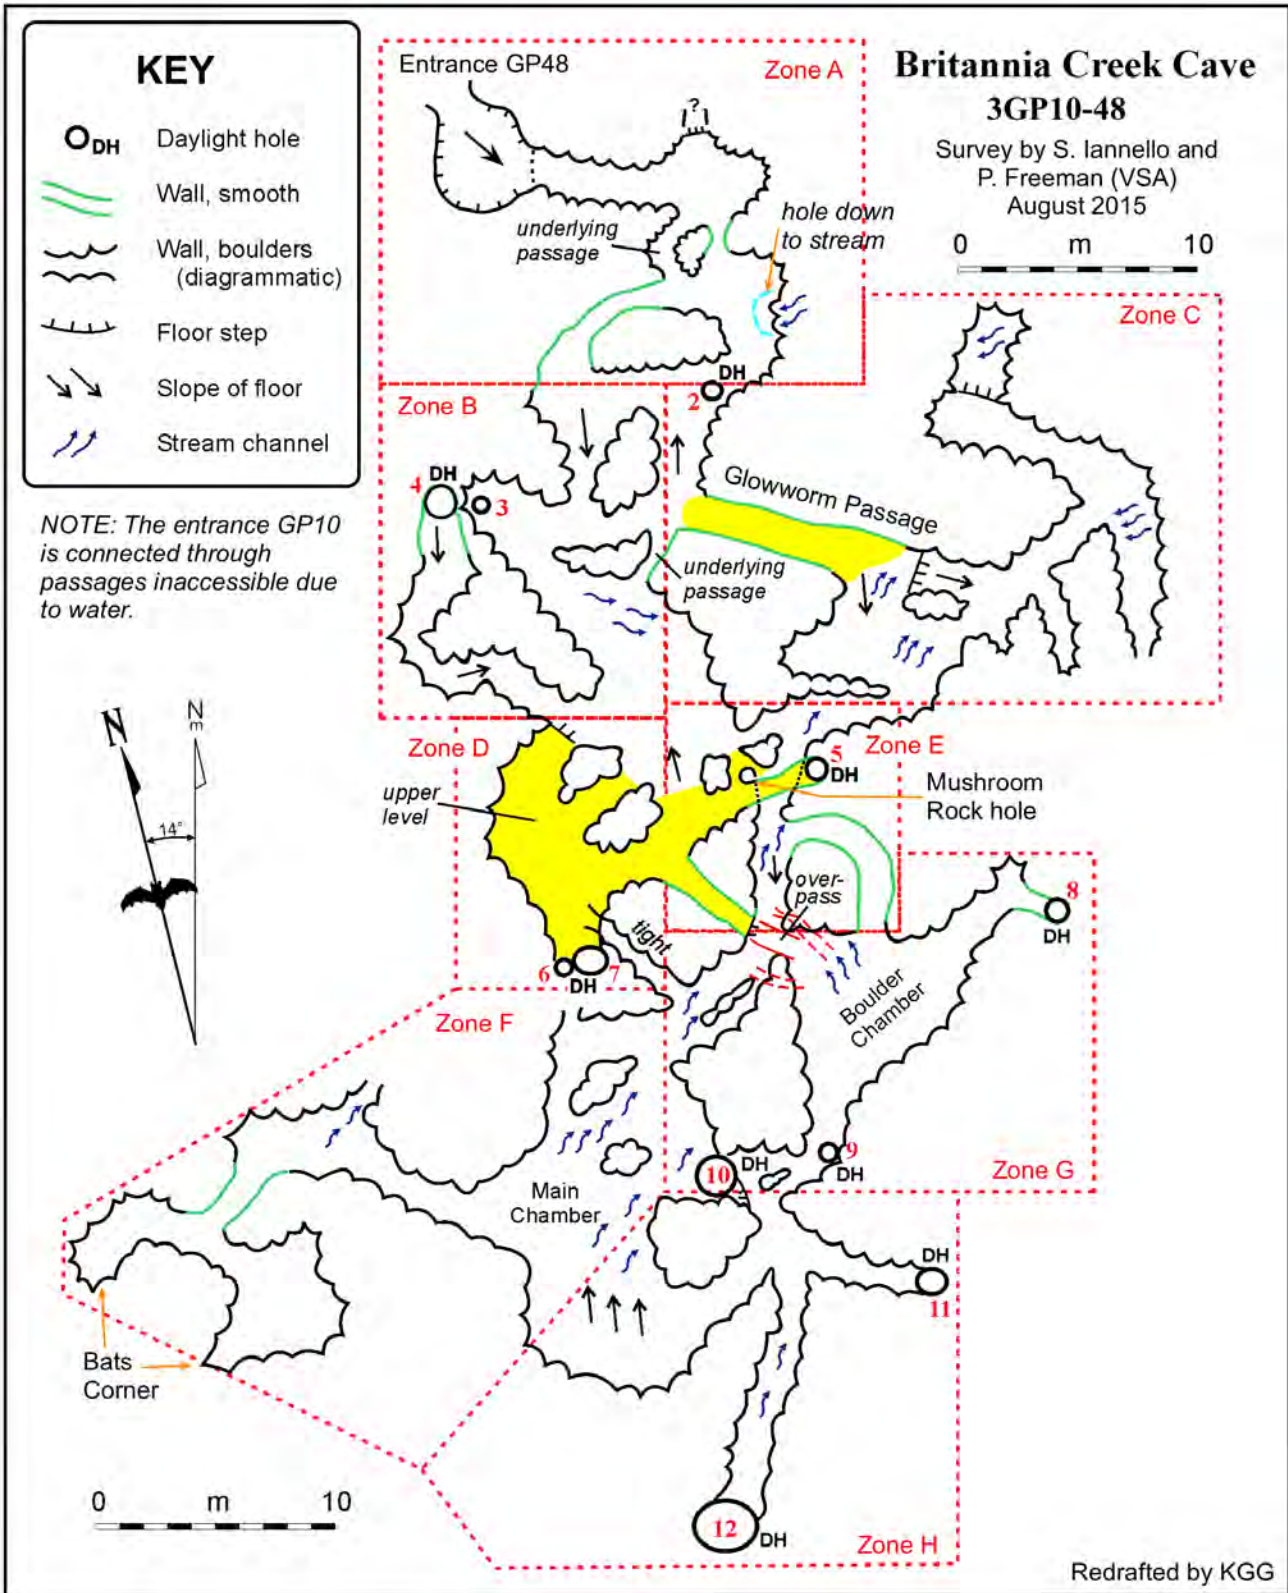 KEY
DH
Daylight hole
Wall, smooth
Wall, boulders
(diagrammatic)
Floor step
Slope of floor
Stream channel
NOTE: The entrance GP10
is connected through
passages inaccessible due
to water.
Britannia Creek Cave
3GP10-48
Survey by S. Iannello and
P. Freeman (VSA)
August 2015
0 m 10
Entrance GP48
Zone A
?
underlying
passage
hole down
to stream
Zone C
DH
2
Zone B
DH
4
3
Glowworm Passage
underlying
passage
N
N
m
14°
Zone D
Zone E
5
DH
upper
level
Mushroom
Rock hole
over-
pass
tight
8
DH
6
DH
7
Boulder
Chamber
Zone F
9
DH
10
DH
Zone G
Main
Chamber
DH
11
Bats
Corner
0 m 10
12
DH
Zone H
Redrafted by KGG